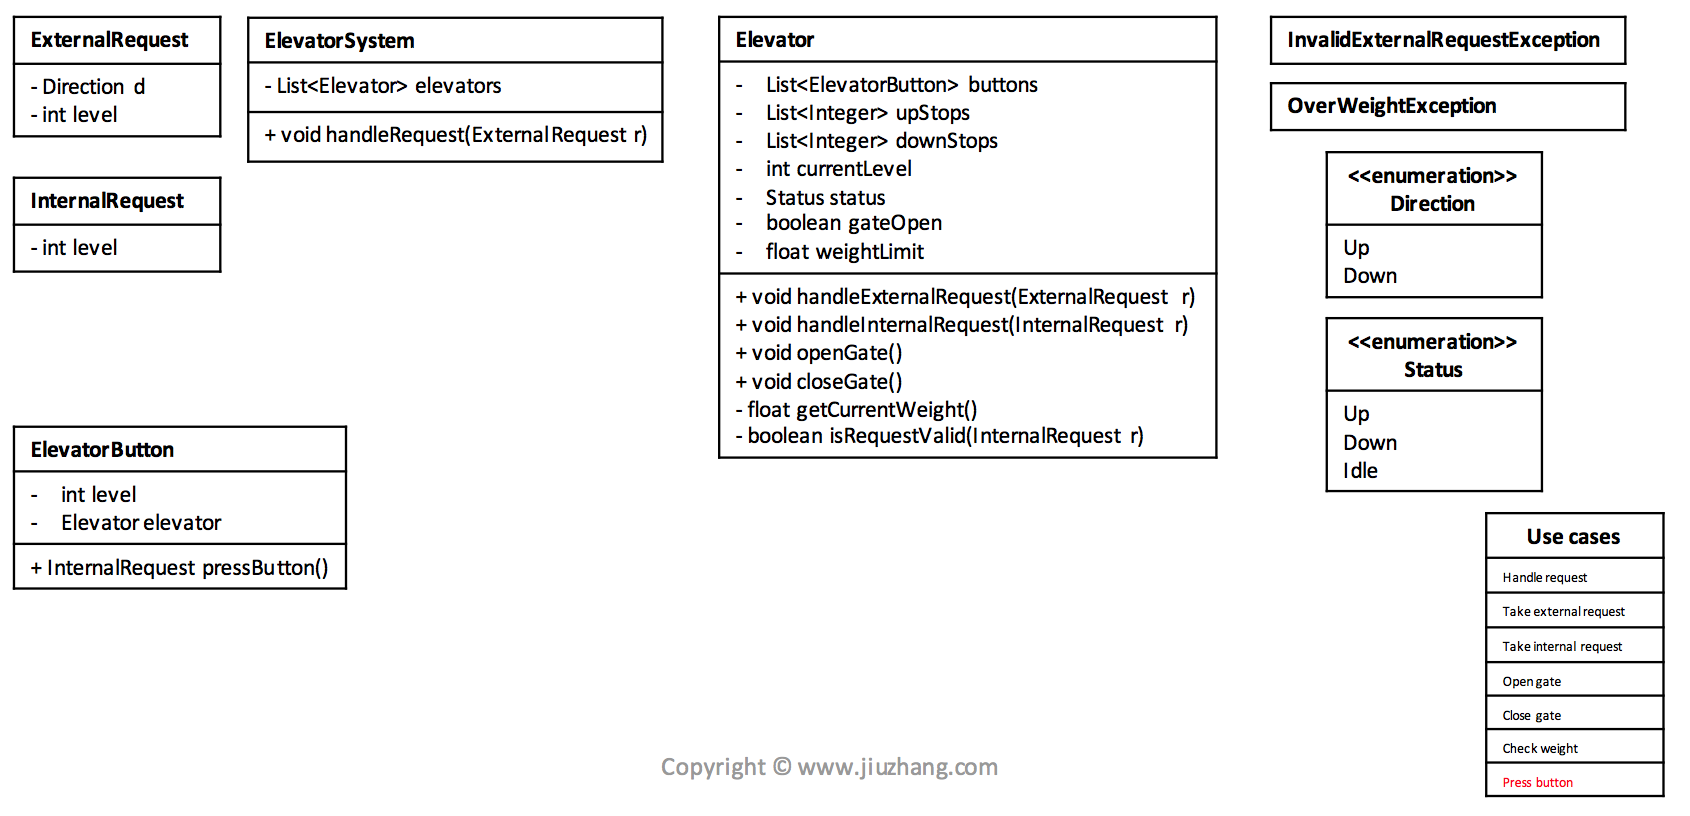 ExternalRequest
- Direction d
- int level
ElevatorSystem
- List<Elevator> elevators
+ void handleRequest(ExternalRequest r)
Elevator
- List<ElevatorButton> buttons
- List<Integer> upStops
- List<Integer> downStops
- int currentLevel
- Status status
- boolean gateOpen
- float weightLimit
+ void handleExternalRequest(ExternalRequest r)
+ void handleInternalRequest(InternalRequest r)
+ void openGate()
+ void closeGate()
- float getCurrentWeight()
- boolean isRequestValid(InternalRequest r)
InvalidExternalRequestException
OverWeightException
<<enumeration>>
Direction
Up
Down
<<enumeration>>
Status
Up
Down
Idle
InternalRequest
- int level
ElevatorButton
- int level
- Elevator elevator
+ InternalRequest pressButton()
Use cases
Handle request
Take external request
Take internal request
Open gate
Close gate
Check weight
Press button
Copyright © www.jiuzhang.com